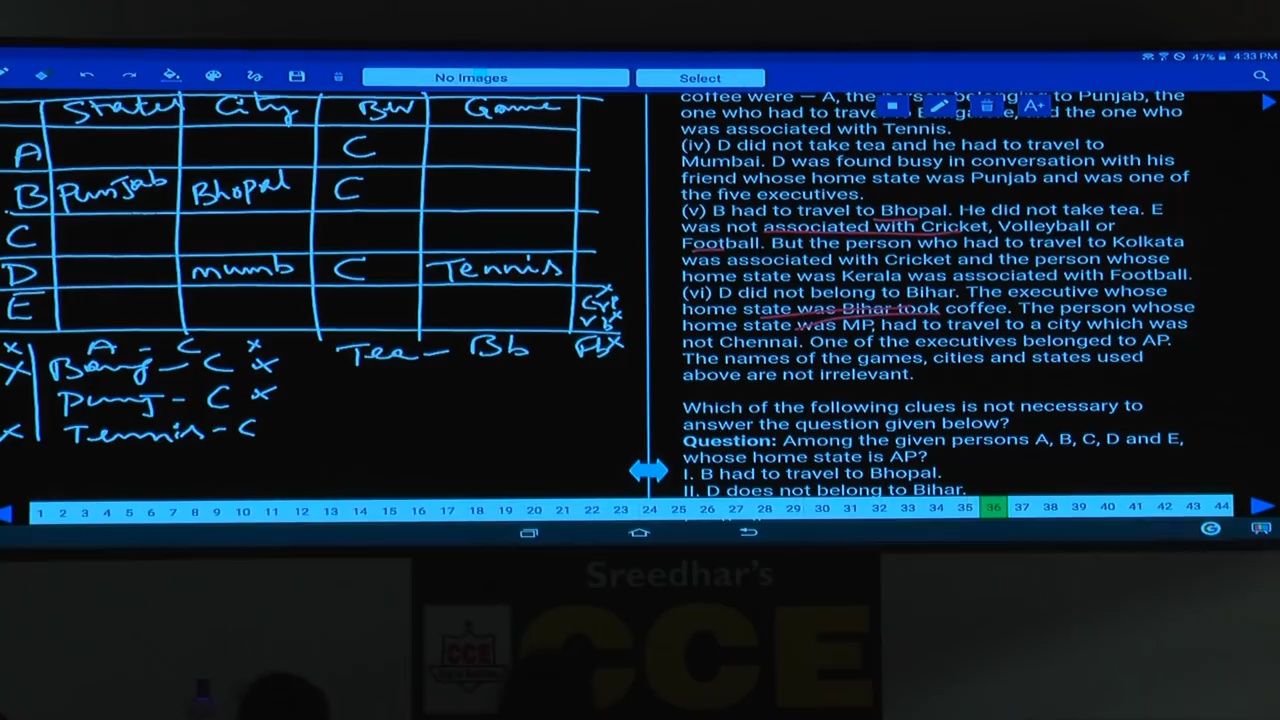 47% 4:33 PM
No Images
Select
State City Bw Game
A C
B Punjab Bhopal C
C
D mumb C Tennis
E
A - C x
x Bang - C x
Punj - C x
x Tennis - C
Tea - Bb
coffee were — A, the person belonging to Punjab, the
one who had to travel to Bangalore, and the one who
was associated with Tennis.
(iv) D did not take tea and he had to travel to
Mumbai. D was found busy in conversation with his
friend whose home state was Punjab and was one of
the five executives.
(v) B had to travel to Bhopal. He did not take tea. E
was not associated with Cricket, Volleyball or
Football. But the person who had to travel to Kolkata
was associated with Cricket and the person whose
home state was Kerala was associated with Football.
(vi) D did not belong to Bihar. The executive whose
home state was Bihar took coffee. The person whose
home state was MP, had to travel to a city which was
not Chennai. One of the executives belonged to AP.
The names of the games, cities and states used
above are not irrelevant.
Which of the following clues is not necessary to
answer the question given below?
Question: Among the given persons A, B, C, D and E,
whose home state is AP?
I. B had to travel to Bhopal.
II. D does not belong to Bihar.
1 2 3 4 5 6 7 8 9 10 11 12 13 14 15 16 17 18 19 20 21 22 23 24 25 26 27 28 29 30 31 32 33 34 35 36 37 38 39 40 41 42 43 44
Sreedhar's
CCE
CCE